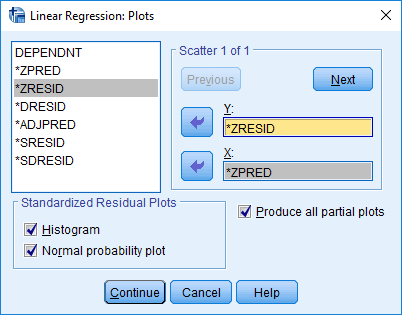 Linear Regression: Plots
DEPENDNT
*ZPRED
*ZRESID
*DRESID
*ADJPRED
*SRESID
*SDRESID
Scatter 1 of 1
Previous Next
Y:
*ZRESID
X:
*ZPRED
Standardized Residual Plots
Histogram
Normal probability plot
Produce all partial plots
Continue Cancel Help